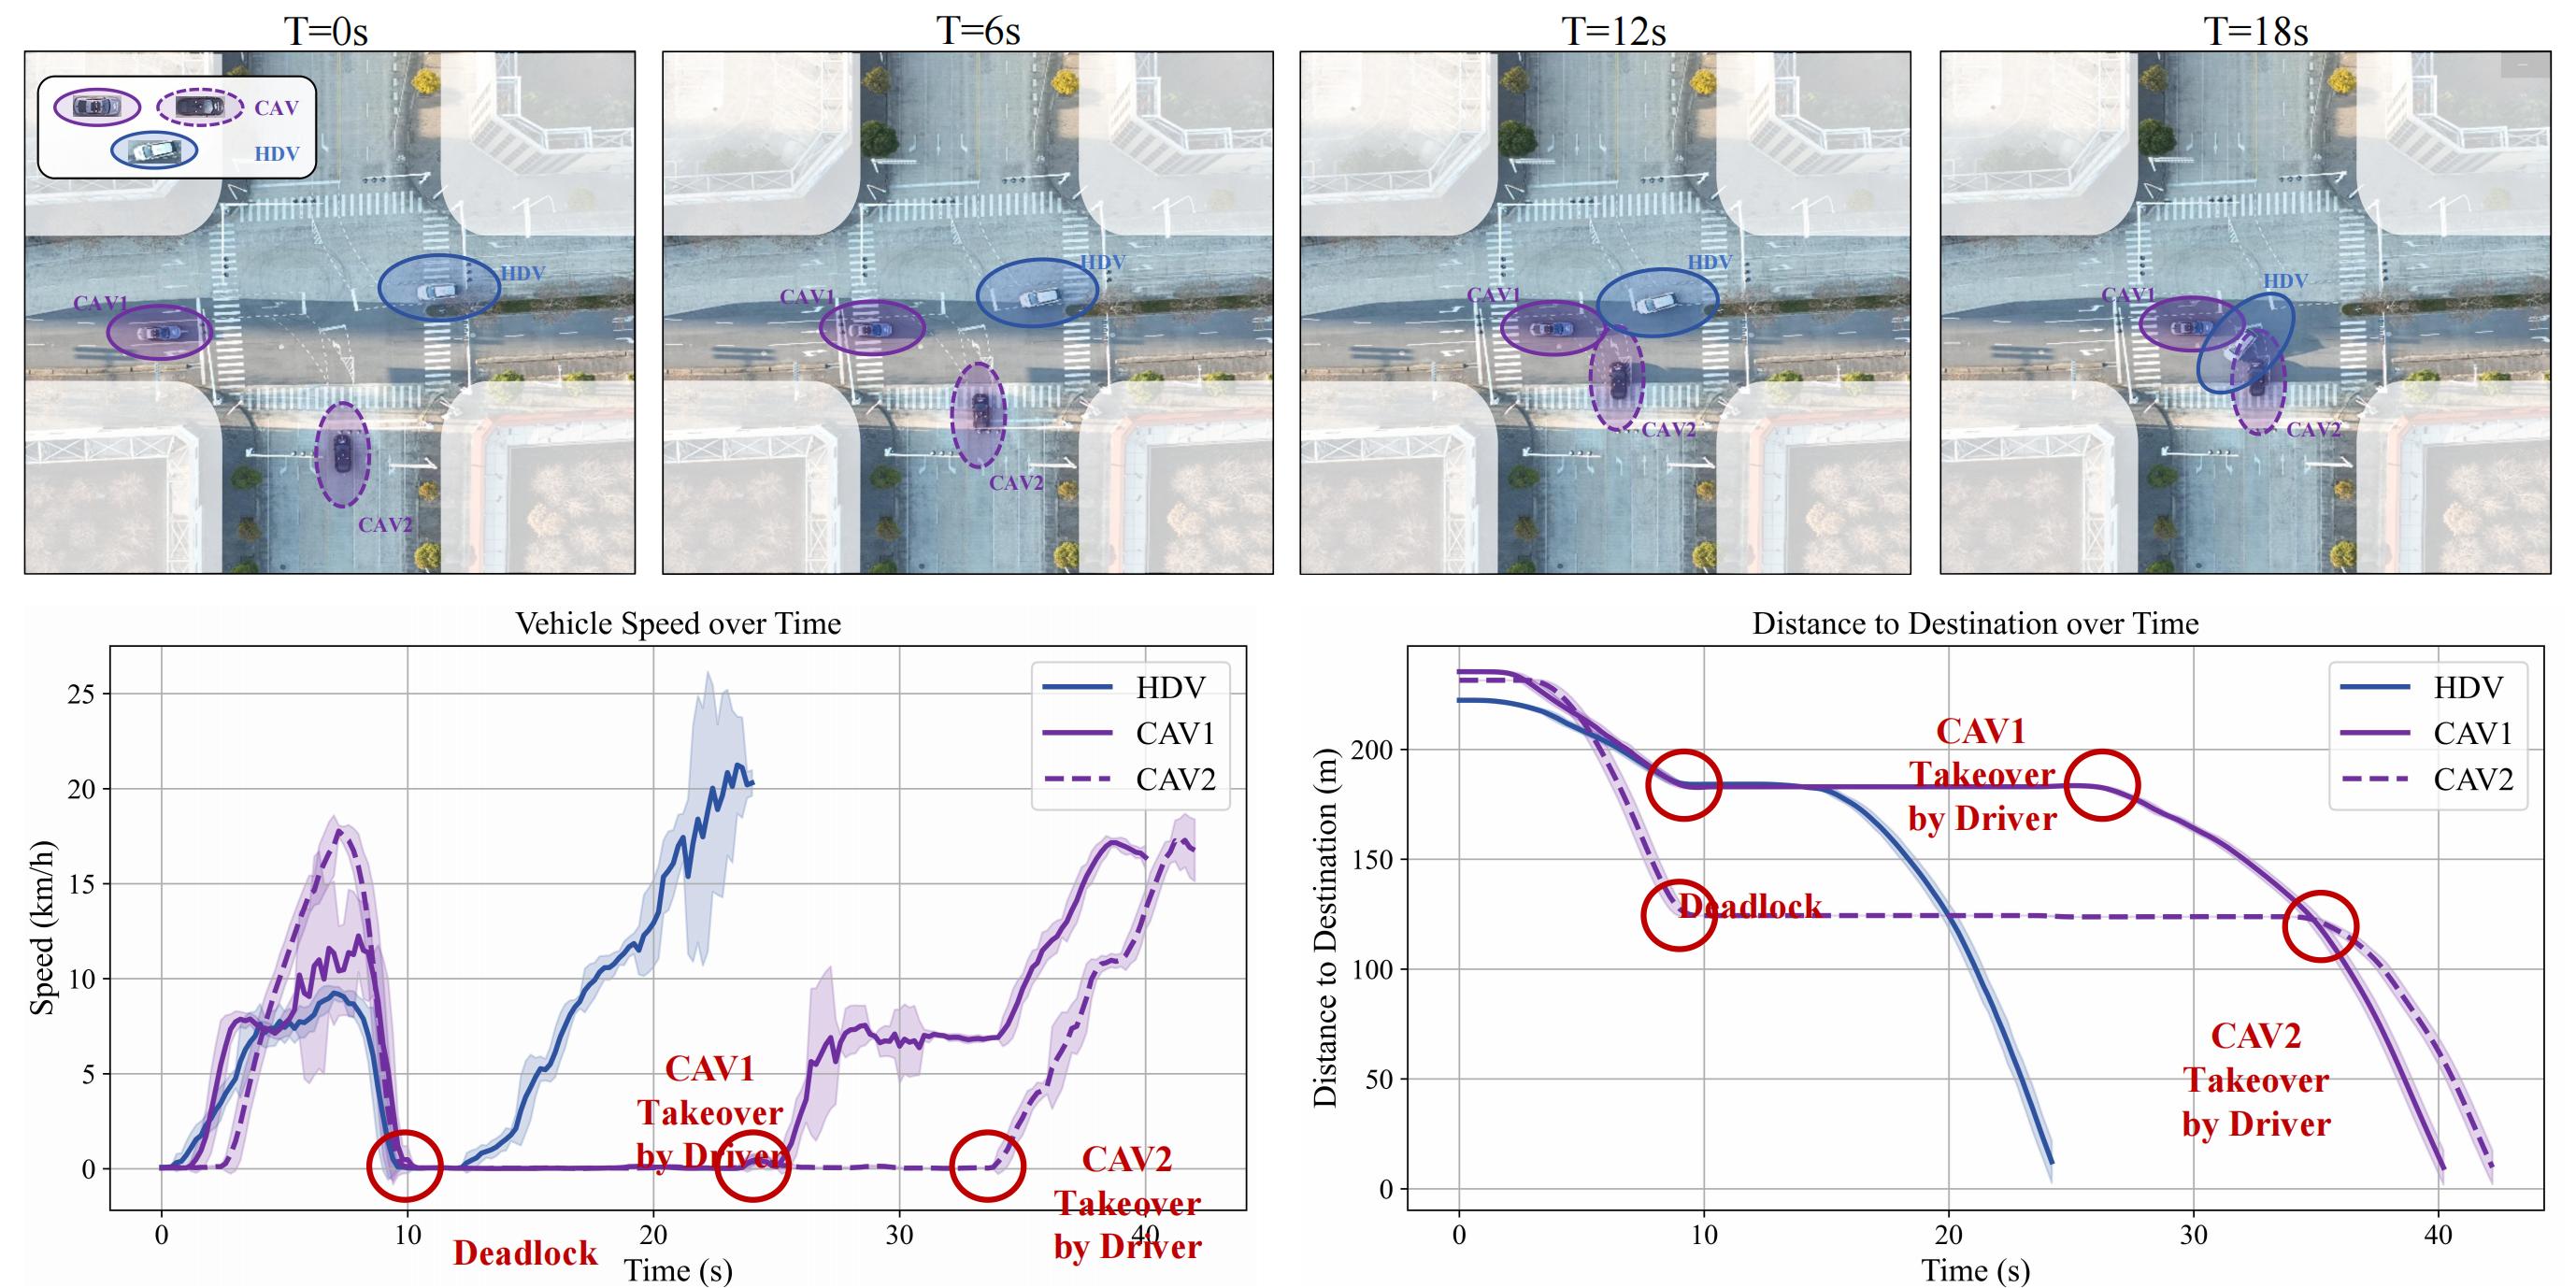 T=0s
T=6s
T=12s
T=18s
CAV
HDV
HDV
CAV1
CAV2
HDV
CAV1
CAV2
HDV
CAV1
CAV2
HDV
CAV1
CAV2
Vehicle Speed over Time
HDV
CAV1
CAV2
25
20
15
10
5
0
Speed (km/h)
CAV1
Takeover
by Driver
CAV2
Takeover
by Driver
Deadlock
0
10
20
30
40
Time (s)
Distance to Destination over Time
HDV
CAV1
CAV2
200
150
100
50
0
Distance to Destination (m)
CAV1
Takeover
by Driver
Deadlock
CAV2
Takeover
by Driver
0
10
20
30
40
Time (s)